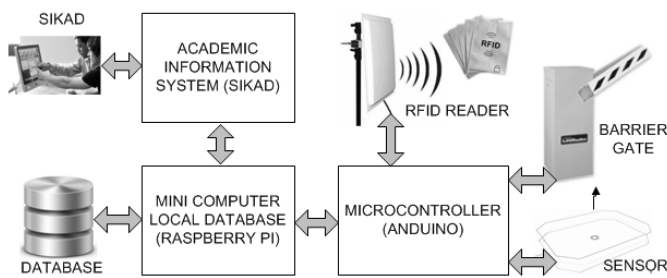 SIKAD
ACADEMIC
INFORMATION
SYSTEM (SIKAD)
RFID
RFID READER
BARRIER
GATE
MINI COMPUTER
LOCAL DATABASE
(RASPBERRY PI)
MICROCONTROLLER
(ANDUINO)
DATABASE
SENSOR